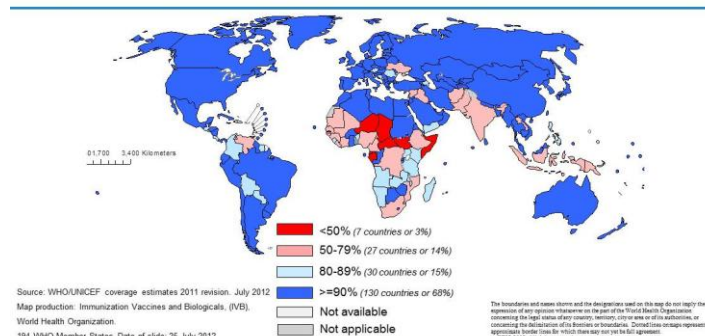 01,700 3,400 Kilometers
<50% (7 countries or 3%)
50-79% (27 countries or 14%)
80-89% (30 countries or 15%)
>=90% (130 countries or 68%)
Not available
Not applicable
Source: WHO/UNICEF coverage estimates 2011 revision. July 2012
Map production: Immunization Vaccines and Biologicals, (IVB),
World Health Organization.
194 WHO Member States. Date of slide: 26 July 2012
The boundaries and names shown and the designations used on this map do not imply the
expression of any opinion whatsoever on the part of the World Health Organization
concerning the legal status of any country, territory, city or area or of its authorities, or
concerning the delimitation of its frontiers or boundaries. Dotted lines on maps represent
approximate border lines for which there may not yet be full agreement.